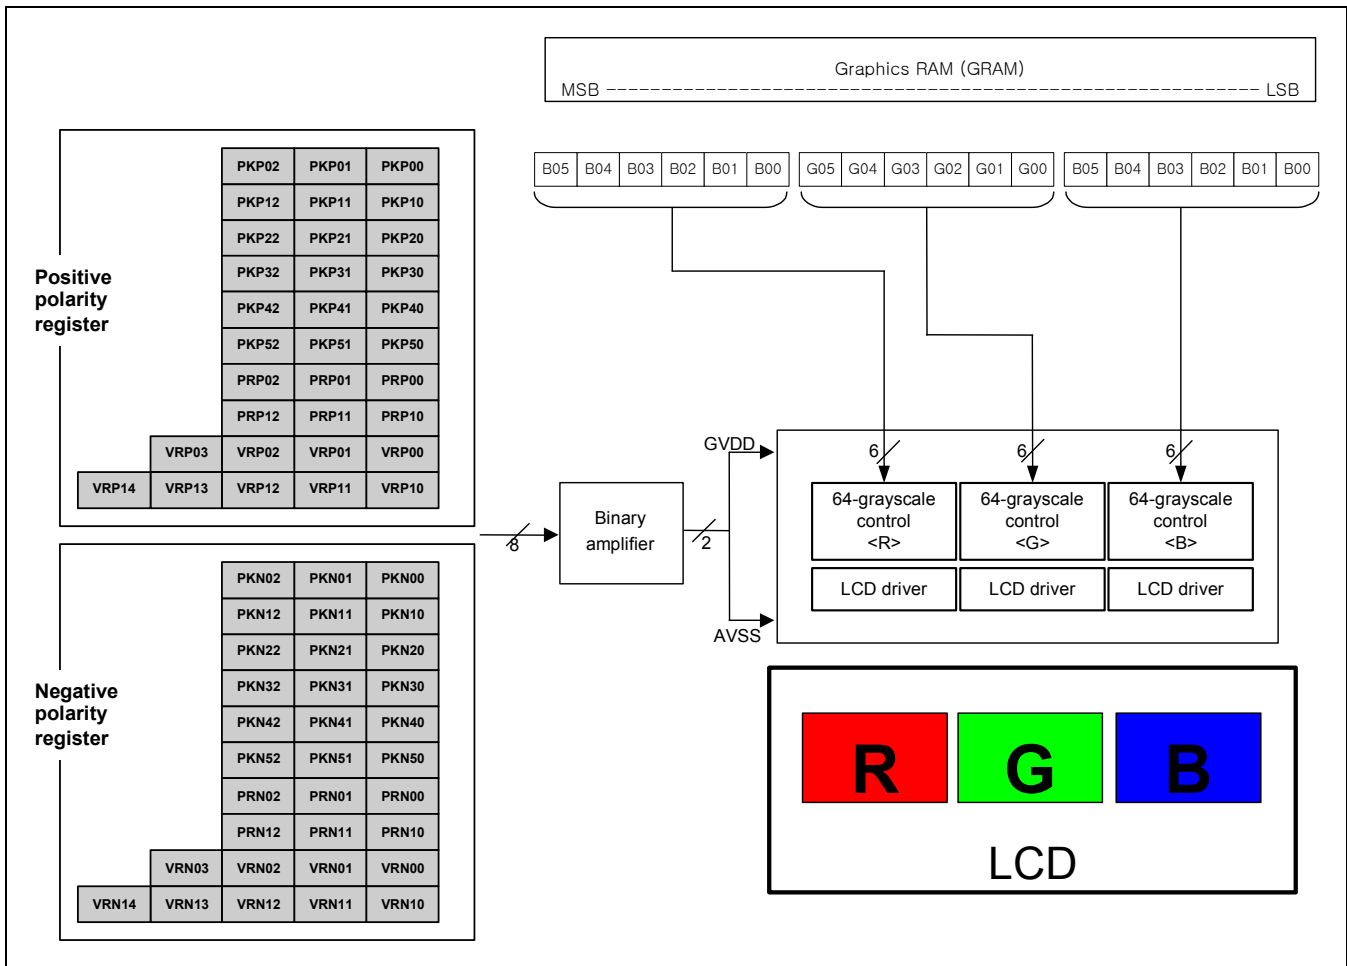 Graphics RAM (GRAM)
MSB ------------------------------------------------------------ LSB
B05 B04 B03 B02 B01 B00 G05 G04 G03 G02 G01 G00 B05 B04 B03 B02 B01 B00
Positive
polarity
register
PKP02 PKP01 PKP00
PKP12 PKP11 PKP10
PKP22 PKP21 PKP20
PKP32 PKP31 PKP30
PKP42 PKP41 PKP40
PKP52 PKP51 PKP50
PRP02 PRP01 PRP00
PRP12 PRP11 PRP10
VRP03 VRP02 VRP01 VRP00
VRP14 VRP13 VRP12 VRP11 VRP10
Negative
polarity
register
PKN02 PKN01 PKN00
PKN12 PKN11 PKN10
PKN22 PKN21 PKN20
PKN32 PKN31 PKN30
PKN42 PKN41 PKN40
PKN52 PKN51 PKN50
PRN02 PRN01 PRN00
PRN12 PRN11 PRN10
VRN03 VRN02 VRN01 VRN00
VRN14 VRN13 VRN12 VRN11 VRN10
8
Binary
amplifier
2
GVDD
AVSS
6 6 6
64-grayscale
control
<R>
64-grayscale
control
<G>
64-grayscale
control
<B>
LCD driver LCD driver LCD driver
R G B
LCD